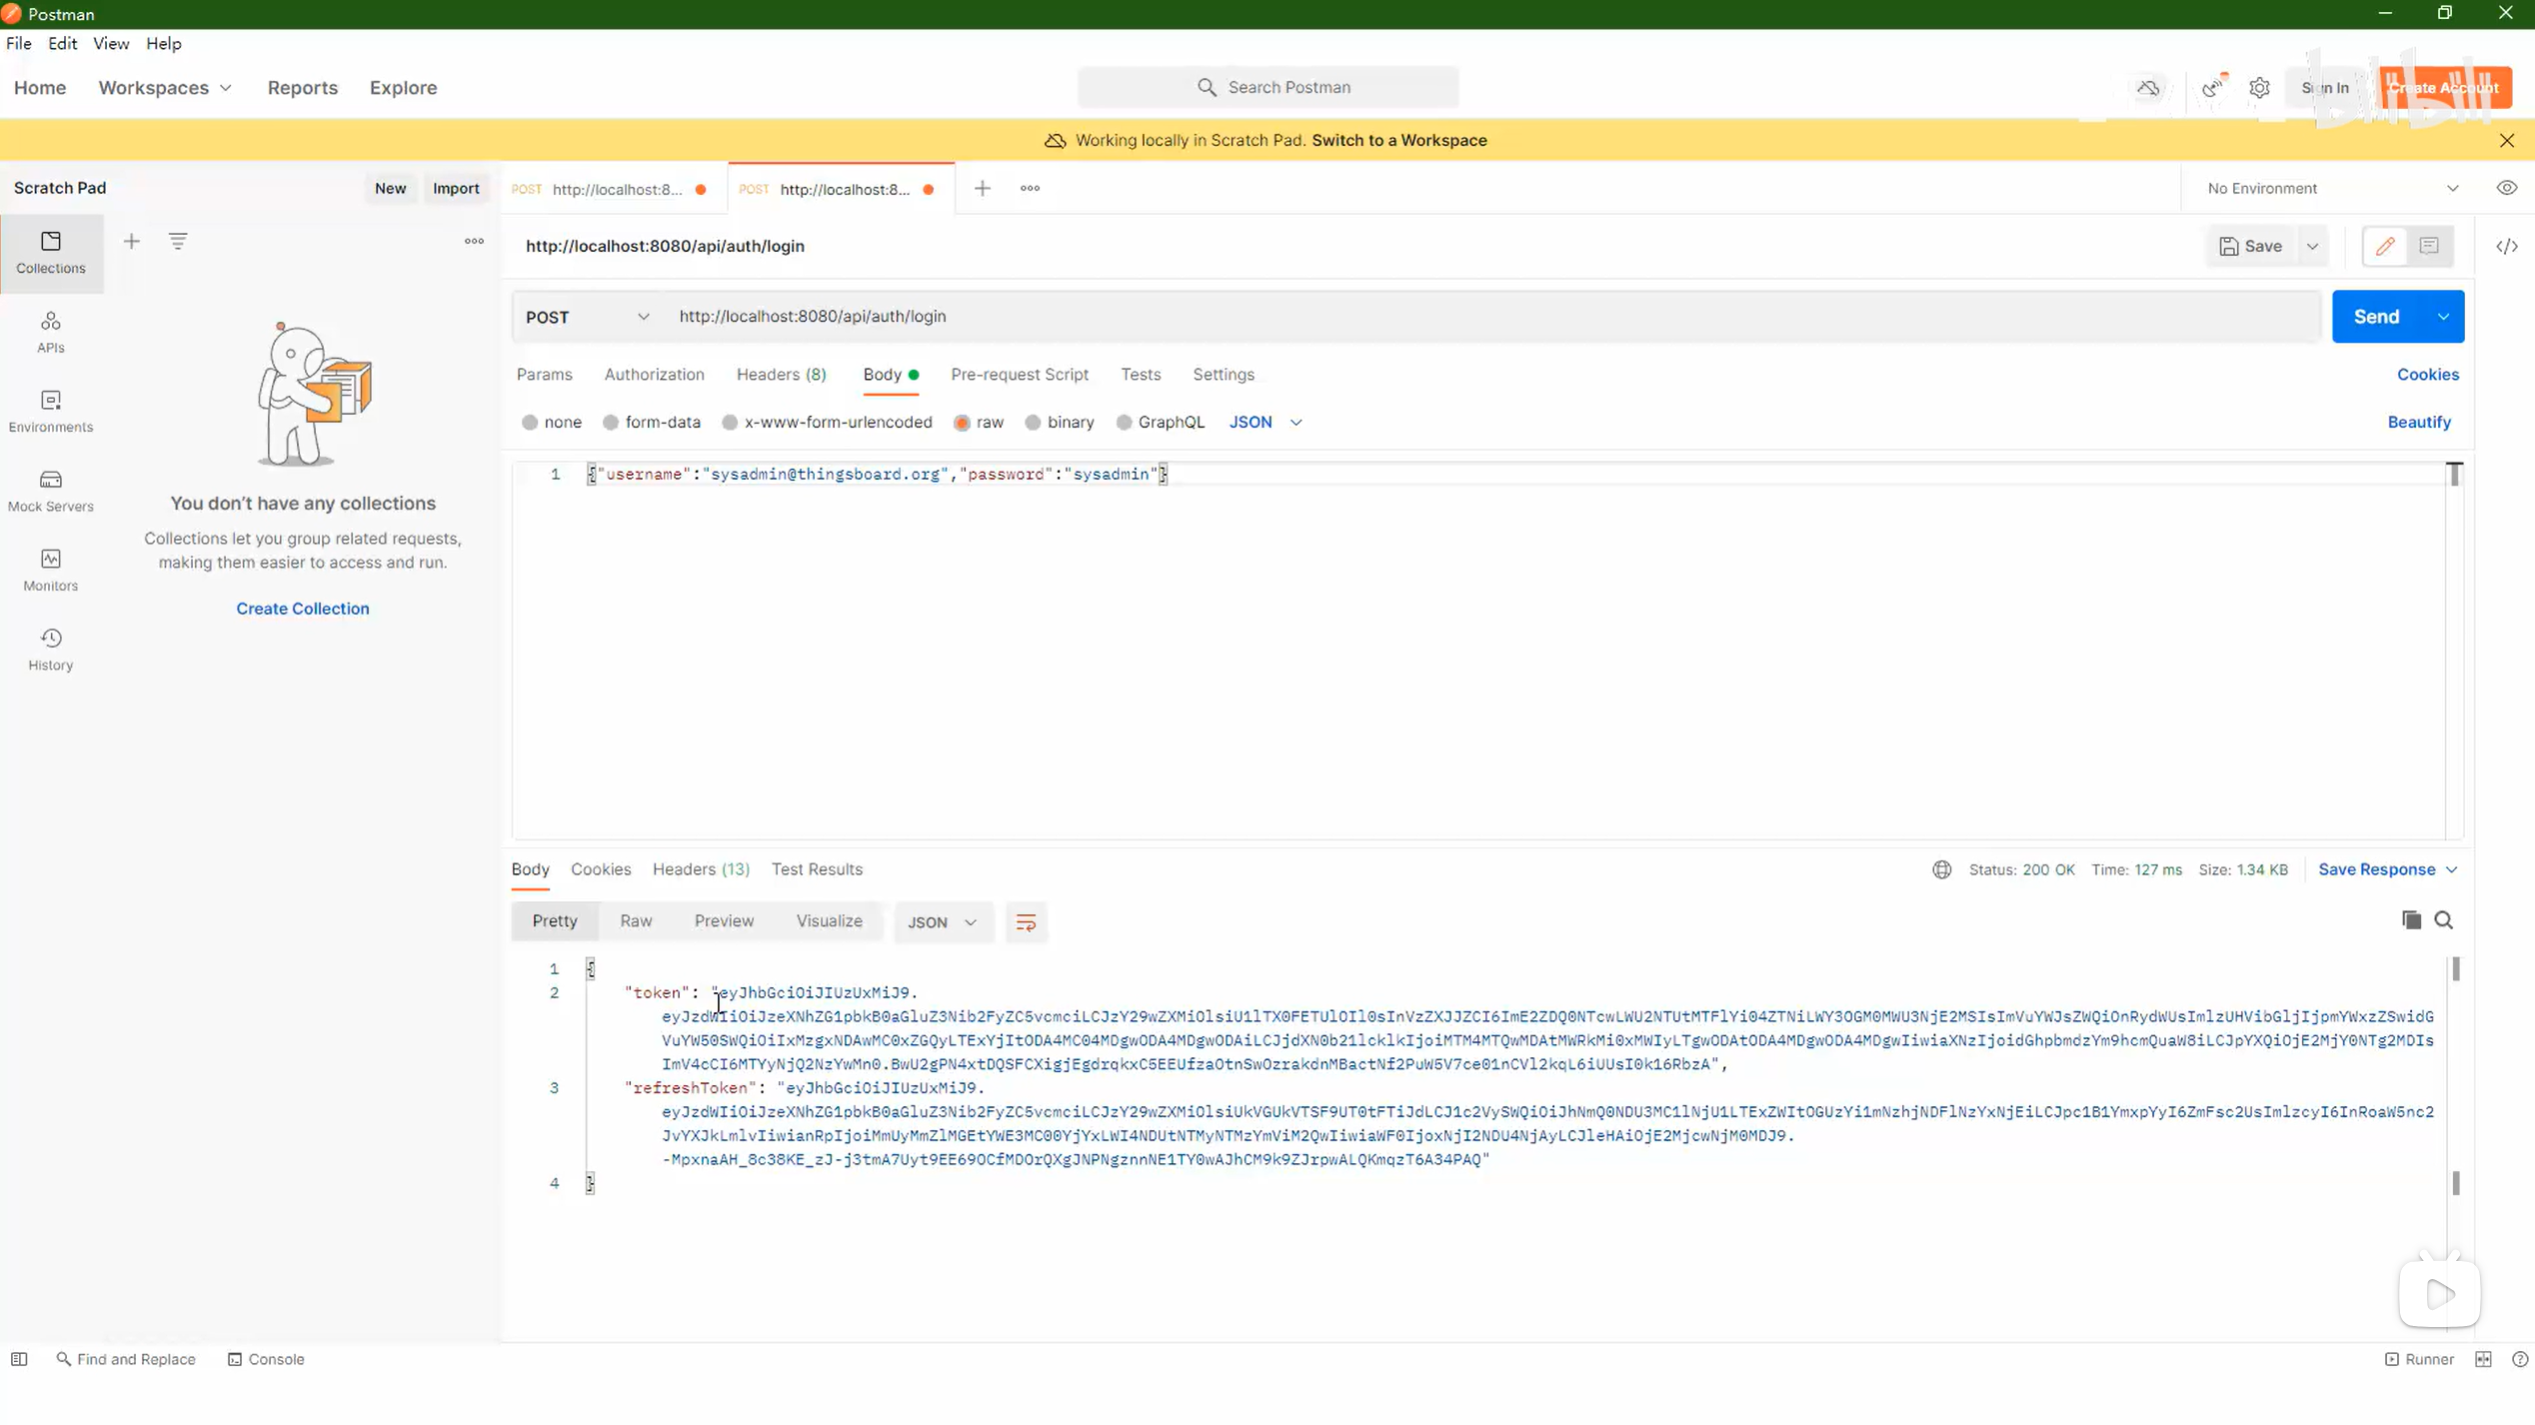 Postman
File Edit View Help
Home Workspaces Reports Explore Search Postman Sign In Create Account
bilibili
Working locally in Scratch Pad. Switch to a Workspace
Scratch Pad New Import POST http://localhost:8... POST http://localhost:8... No Environment
Collections
http://localhost:8080/api/auth/login Save
POST http://localhost:8080/api/auth/login Send
APIs
Params Authorization Headers (8) Body Pre-request Script Tests Settings Cookies
none form-data x-www-form-urlencoded raw binary GraphQL JSON Beautify
Environments
1 {"username":"sysadmin@thingsboard.org","password":"sysadmin"}
Mock Servers
You don't have any collections
Collections let you group related requests,
making them easier to access and run.
Monitors
Create Collection
History
Body Cookies Headers (13) Test Results Status: 200 OK Time: 127 ms Size: 1.34 KB Save Response
Pretty Raw Preview Visualize JSON
1 {
2 "token": "eyJhbGciOiJIUzUxMiJ9.
3 "refreshToken": "eyJhbGciOiJIUzUxMiJ9.
4 }
Find and Replace Console Runner